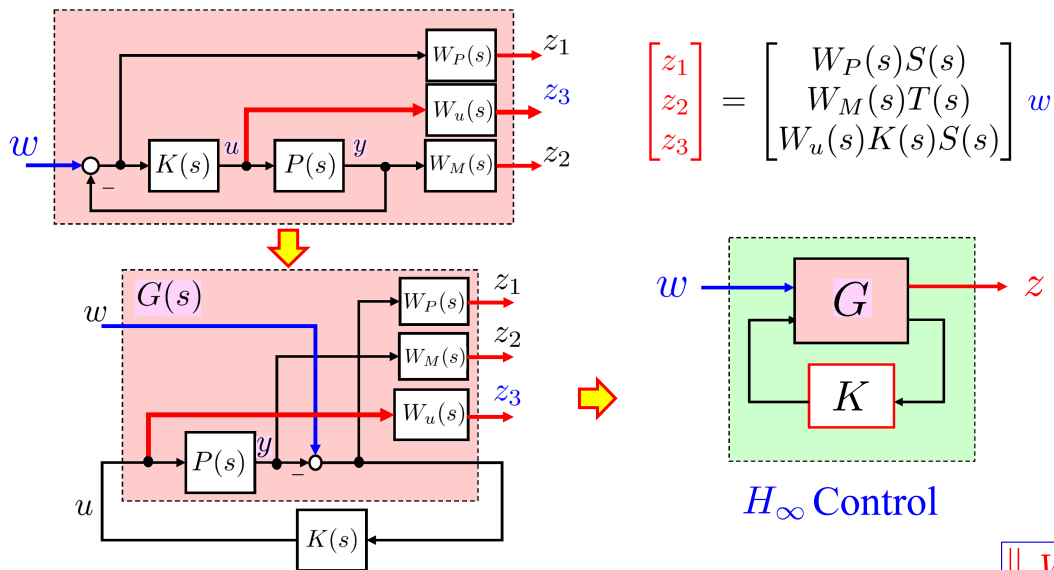 W_P(s) z_1
W_u(s) z_3
w K(s) u P(s) y W_M(s) z_2
−
[z_1 z_2 z_3] = [W_P(s)S(s) W_M(s)T(s) W_u(s)K(s)S(s)] w
G(s) W_P(s) z_1
w
W_M(s) z_2
W_u(s) z_3
P(s) y −
u
K(s)
w G z
K
H_∞ Control